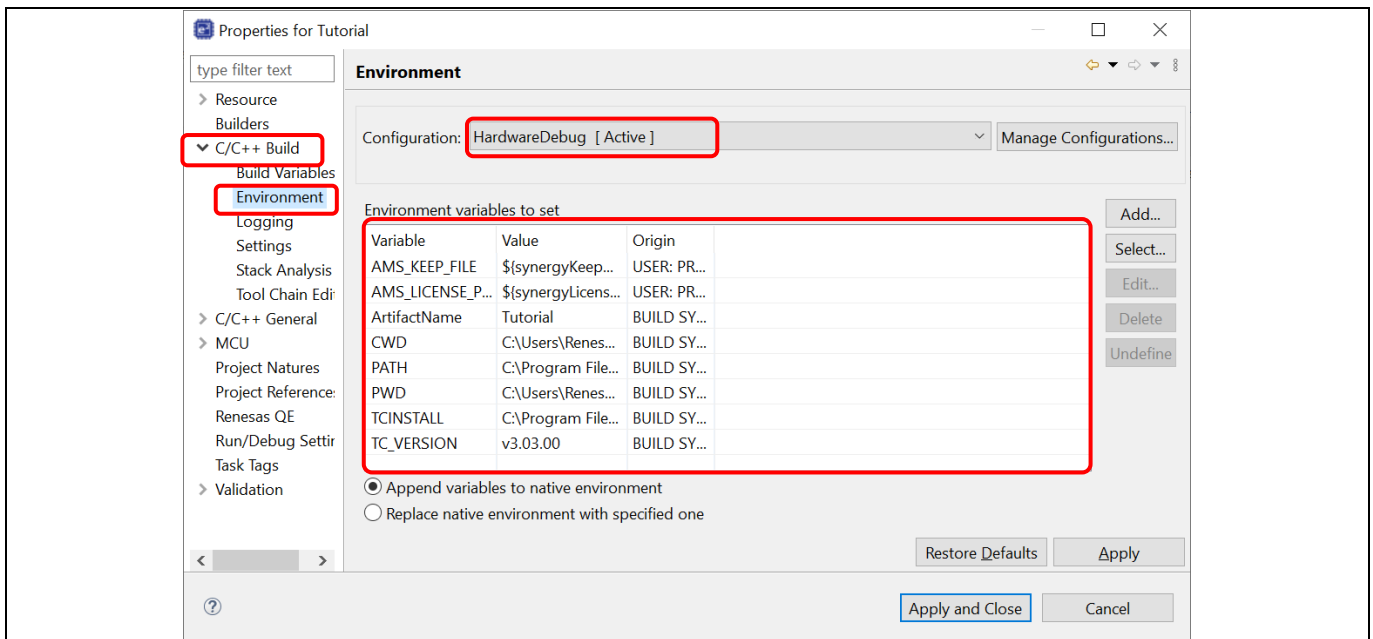 Properties for Tutorial
type filter text
Resource
Builders
C/C++ Build
Build Variables
Environment
Logging
Settings
Stack Analysis
Tool Chain Edi
C/C++ General
MCU
Project Natures
Project Reference
Renesas QE
Run/Debug Settin
Task Tags
Validation
Environment
Configuration: HardwareDebug [ Active ] Manage Configurations...
Environment variables to set
Variable Value Origin
AMS_KEEP_FILE ${synergyKeep... USER: PR...
AMS_LICENSE_P... ${synergyLicens... USER: PR...
ArtifactName Tutorial BUILD SY...
CWD C:\Users\Renes... BUILD SY...
PATH C:\Program File... BUILD SY...
PWD C:\Users\Renes... BUILD SY...
TCINSTALL C:\Program File... BUILD SY...
TC_VERSION v3.03.00 BUILD SY...
Add...
Select...
Edit...
Delete
Undefine
Append variables to native environment
Replace native environment with specified one
Restore Defaults Apply
Apply and Close Cancel